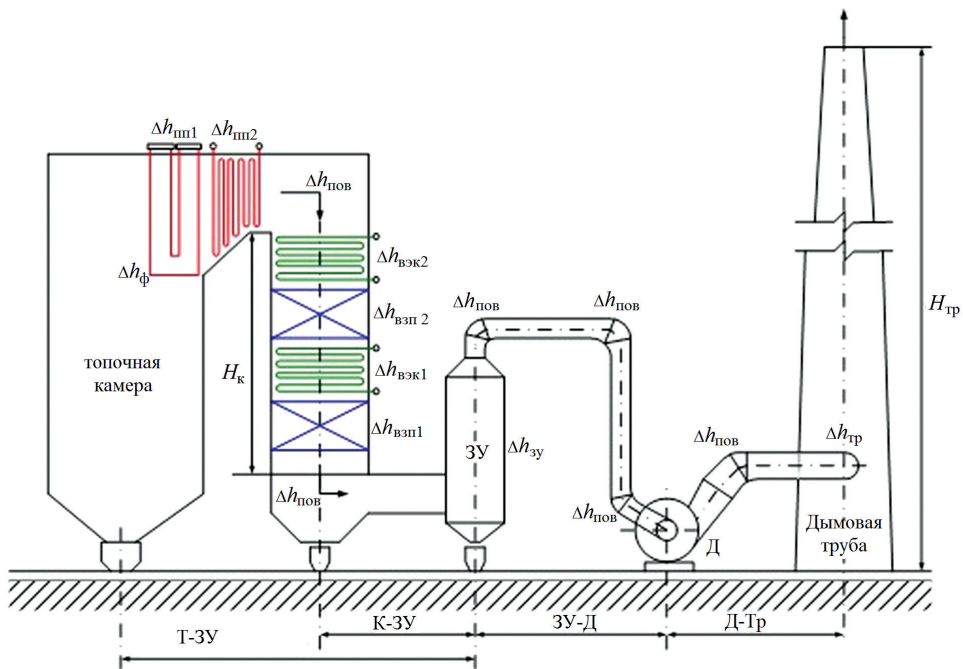 Δhпп1 Δhпп2
Δhпов
Δhф
Δhвэк2
Δhвзп 2
Δhвэк1
Δhвзп1
Hк
топочная
камера
Δhпов
Δhпов
Δhпов
ЗУ
Δhзу
Δhпов
Δhпов
Δhтр
Hтр
Д
Дымовая
труба
Т-ЗУ
К-ЗУ
ЗУ-Д
Д-Тр